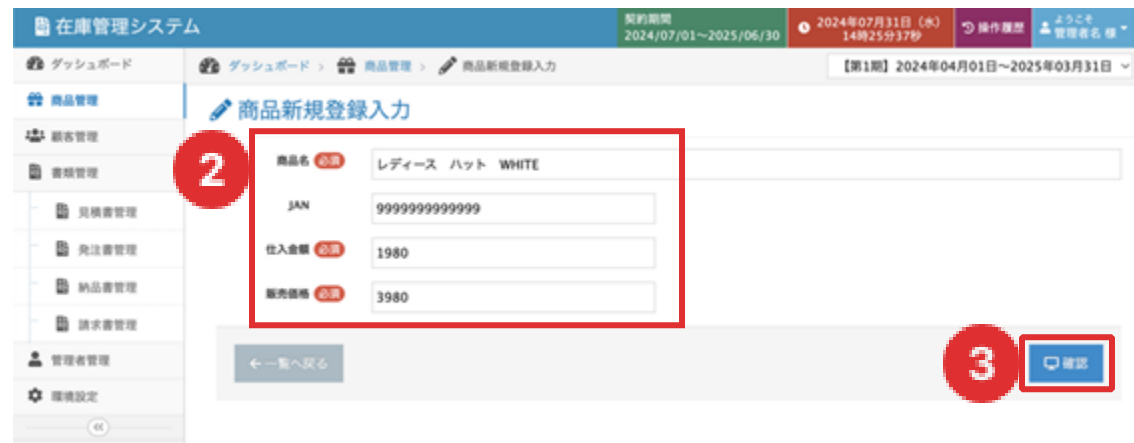 在庫管理システム
契約期間
2024/07/01～2025/06/30
2024年07月31日（水）
14時25分37秒
操作履歴
ようこそ
管理者名 様
ダッシュボード
商品管理
顧客管理
書類管理
見積書管理
発注書管理
納品書管理
請求書管理
管理者管理
環境設定
ダッシュボード > 商品管理 > 商品新規登録入力
【第1期】2024年04月01日～2025年03月31日
商品新規登録入力
2
商品名 必須 レディース ハット WHITE
JAN 9999999999999
仕入金額 必須 1980
販売価格 必須 3980
一覧へ戻る
3
確認